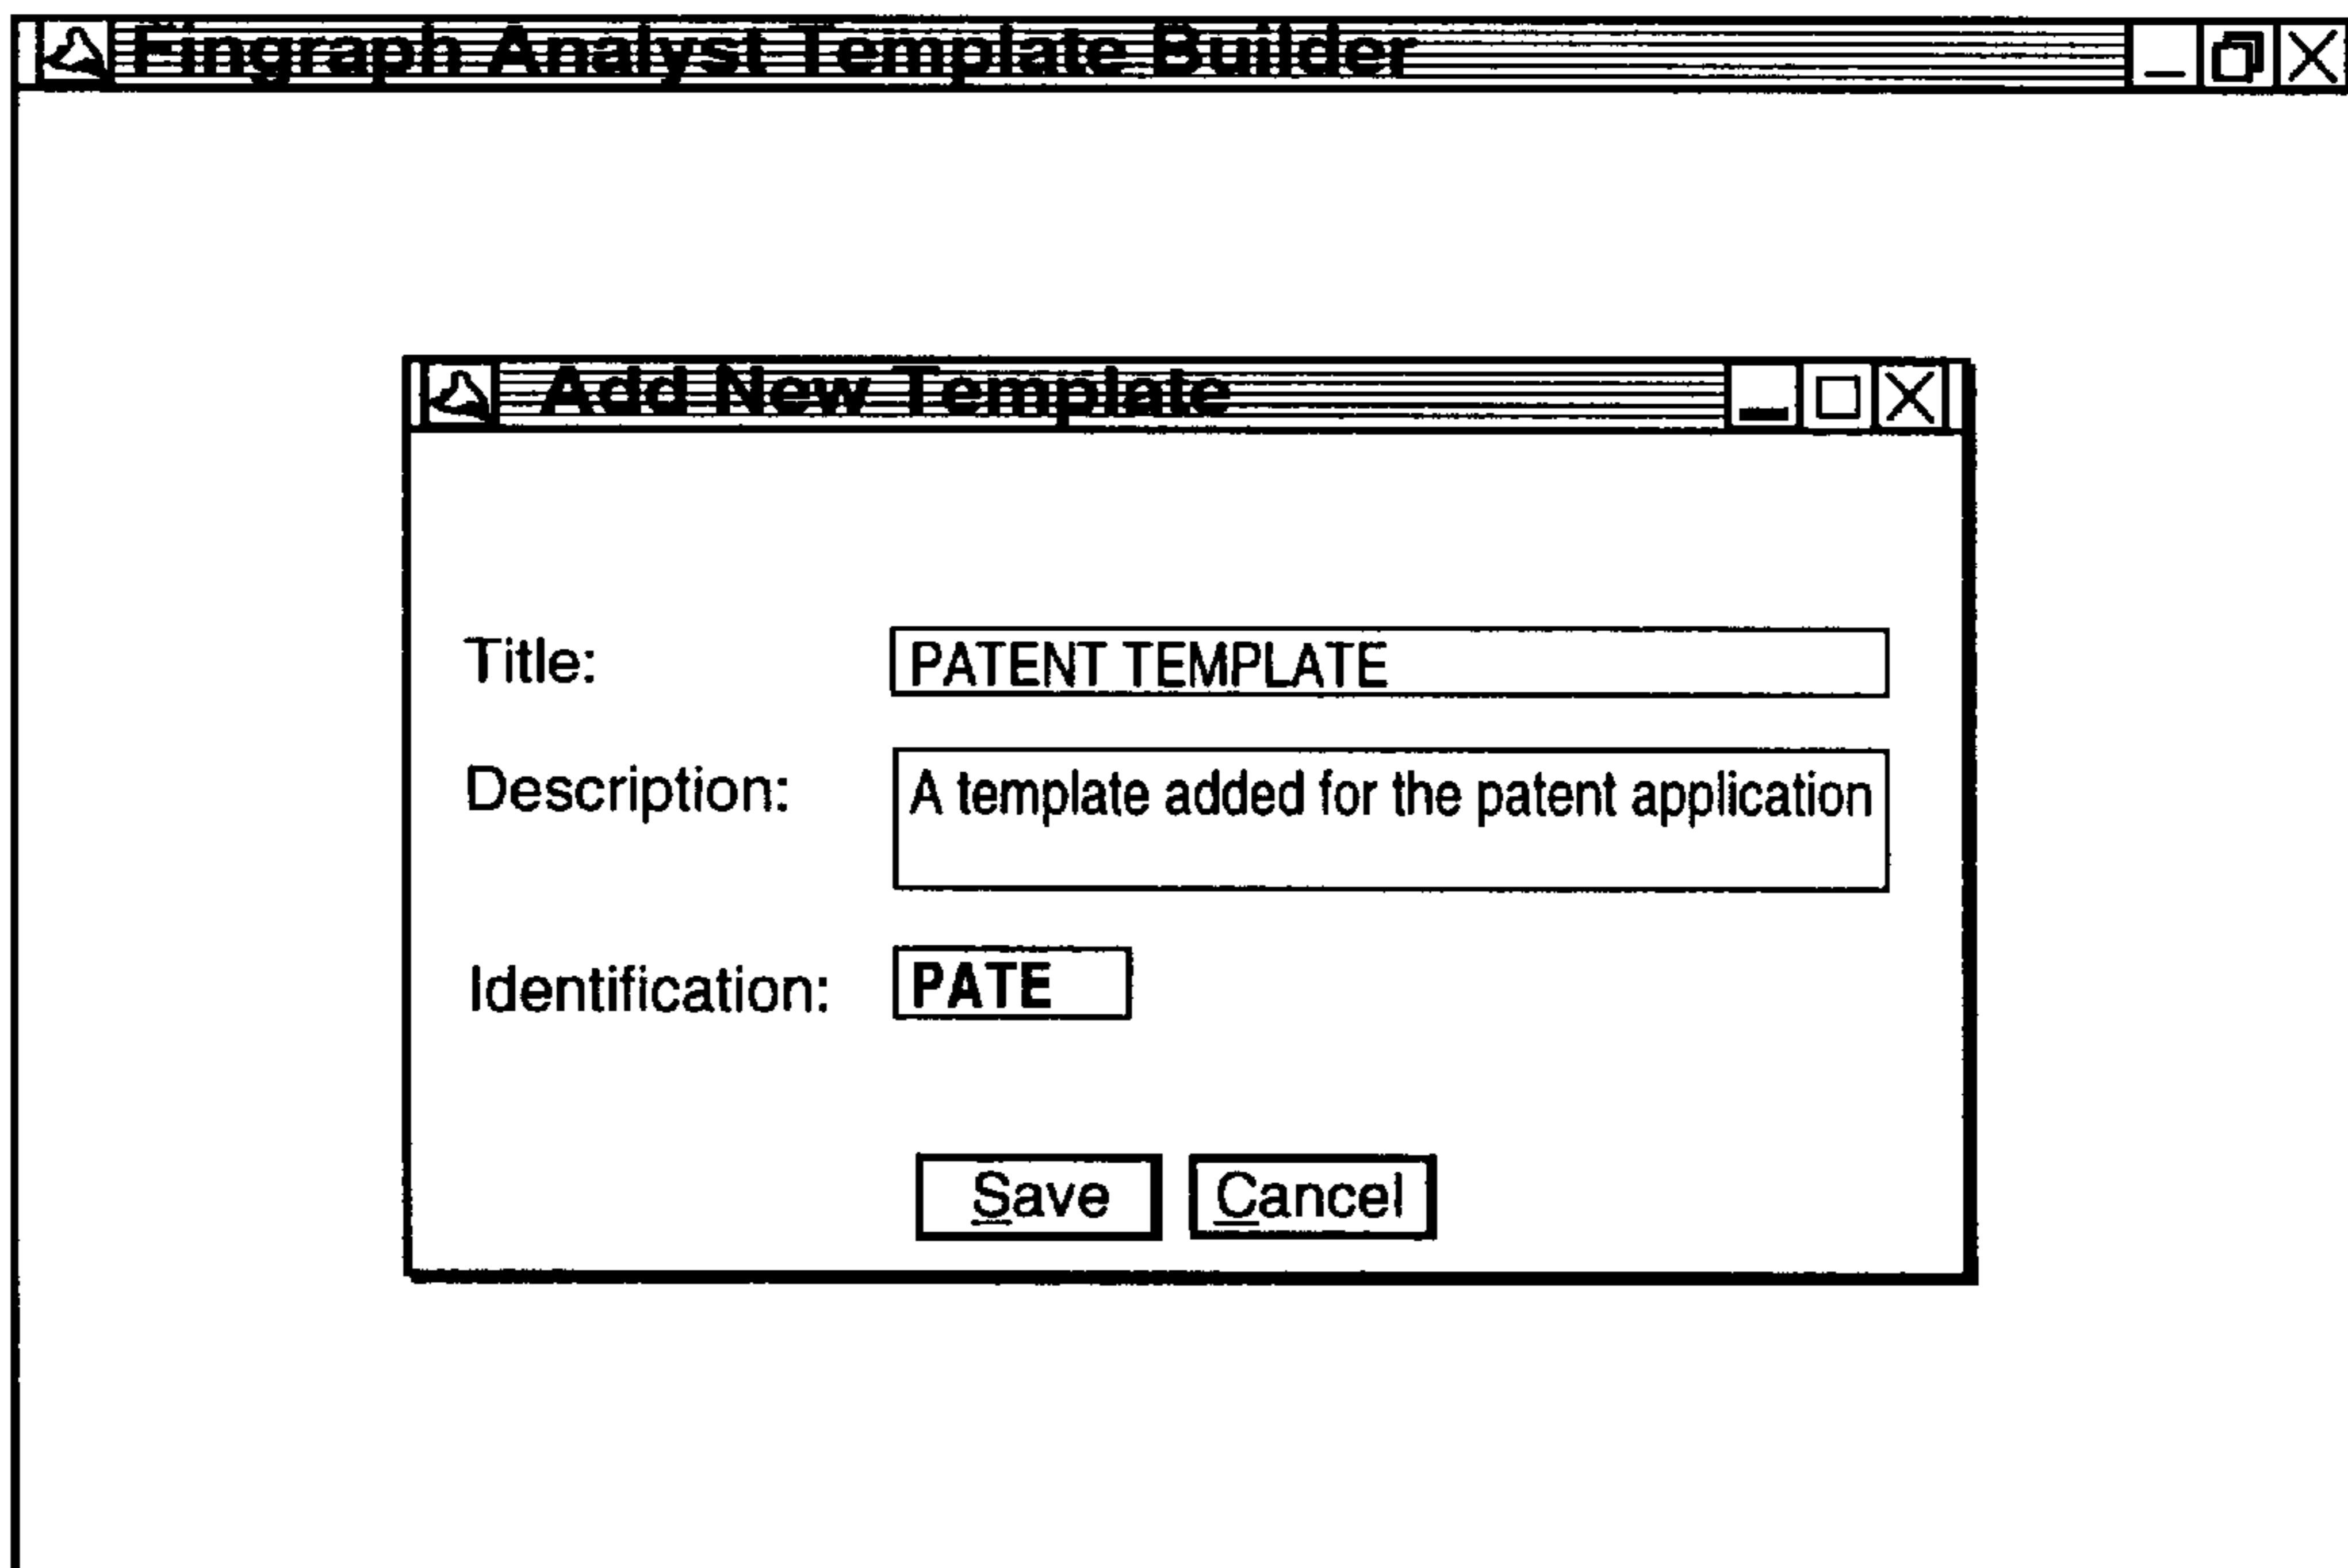 Fingraph Analyst Template Builder
Add New Template
Title: PATENT TEMPLATE
Description: A template added for the patent application
Identification: PATE
Save Cancel